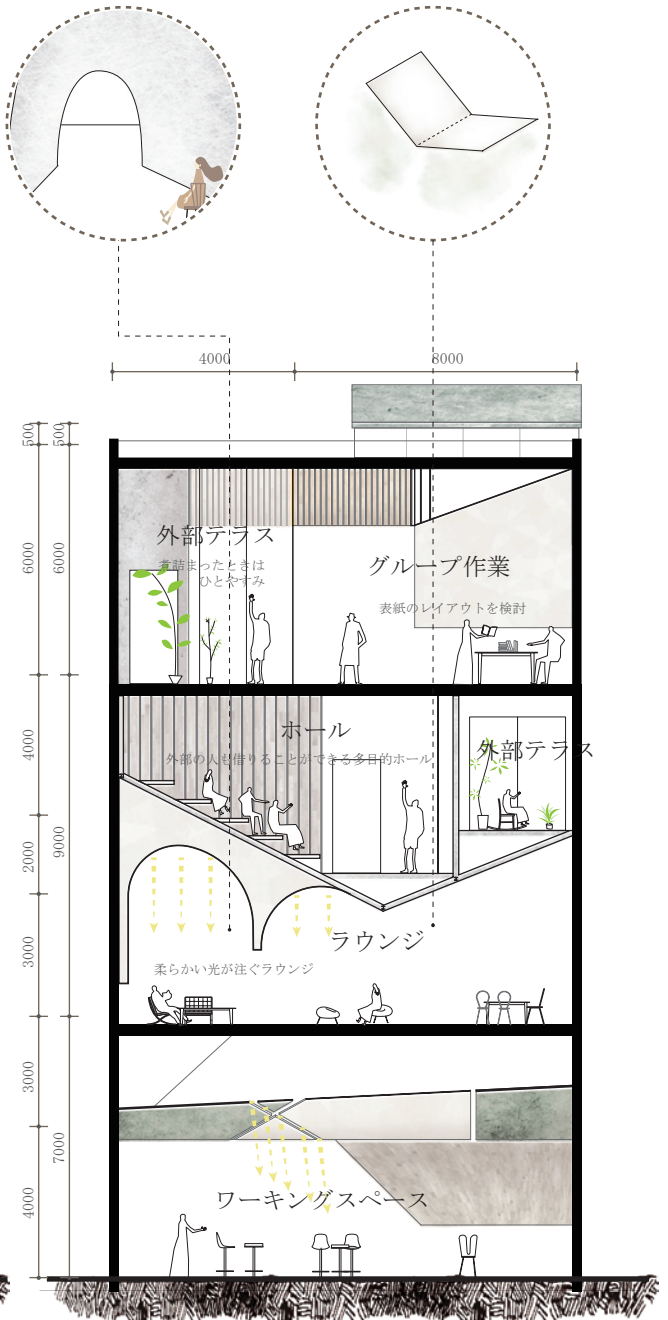 4000
8000
500
500
6000
6000
外部テラス
煮詰まったときは
ひとやすみ
グループ作業
表紙のレイアウトを検討
4000
ホール
外部の人も借りることができる多目的ホール
外部テラス
2000
9000
3000
ラウンジ
柔らかい光が注ぐラウンジ
3000
7000
4000
ワーキングスペース